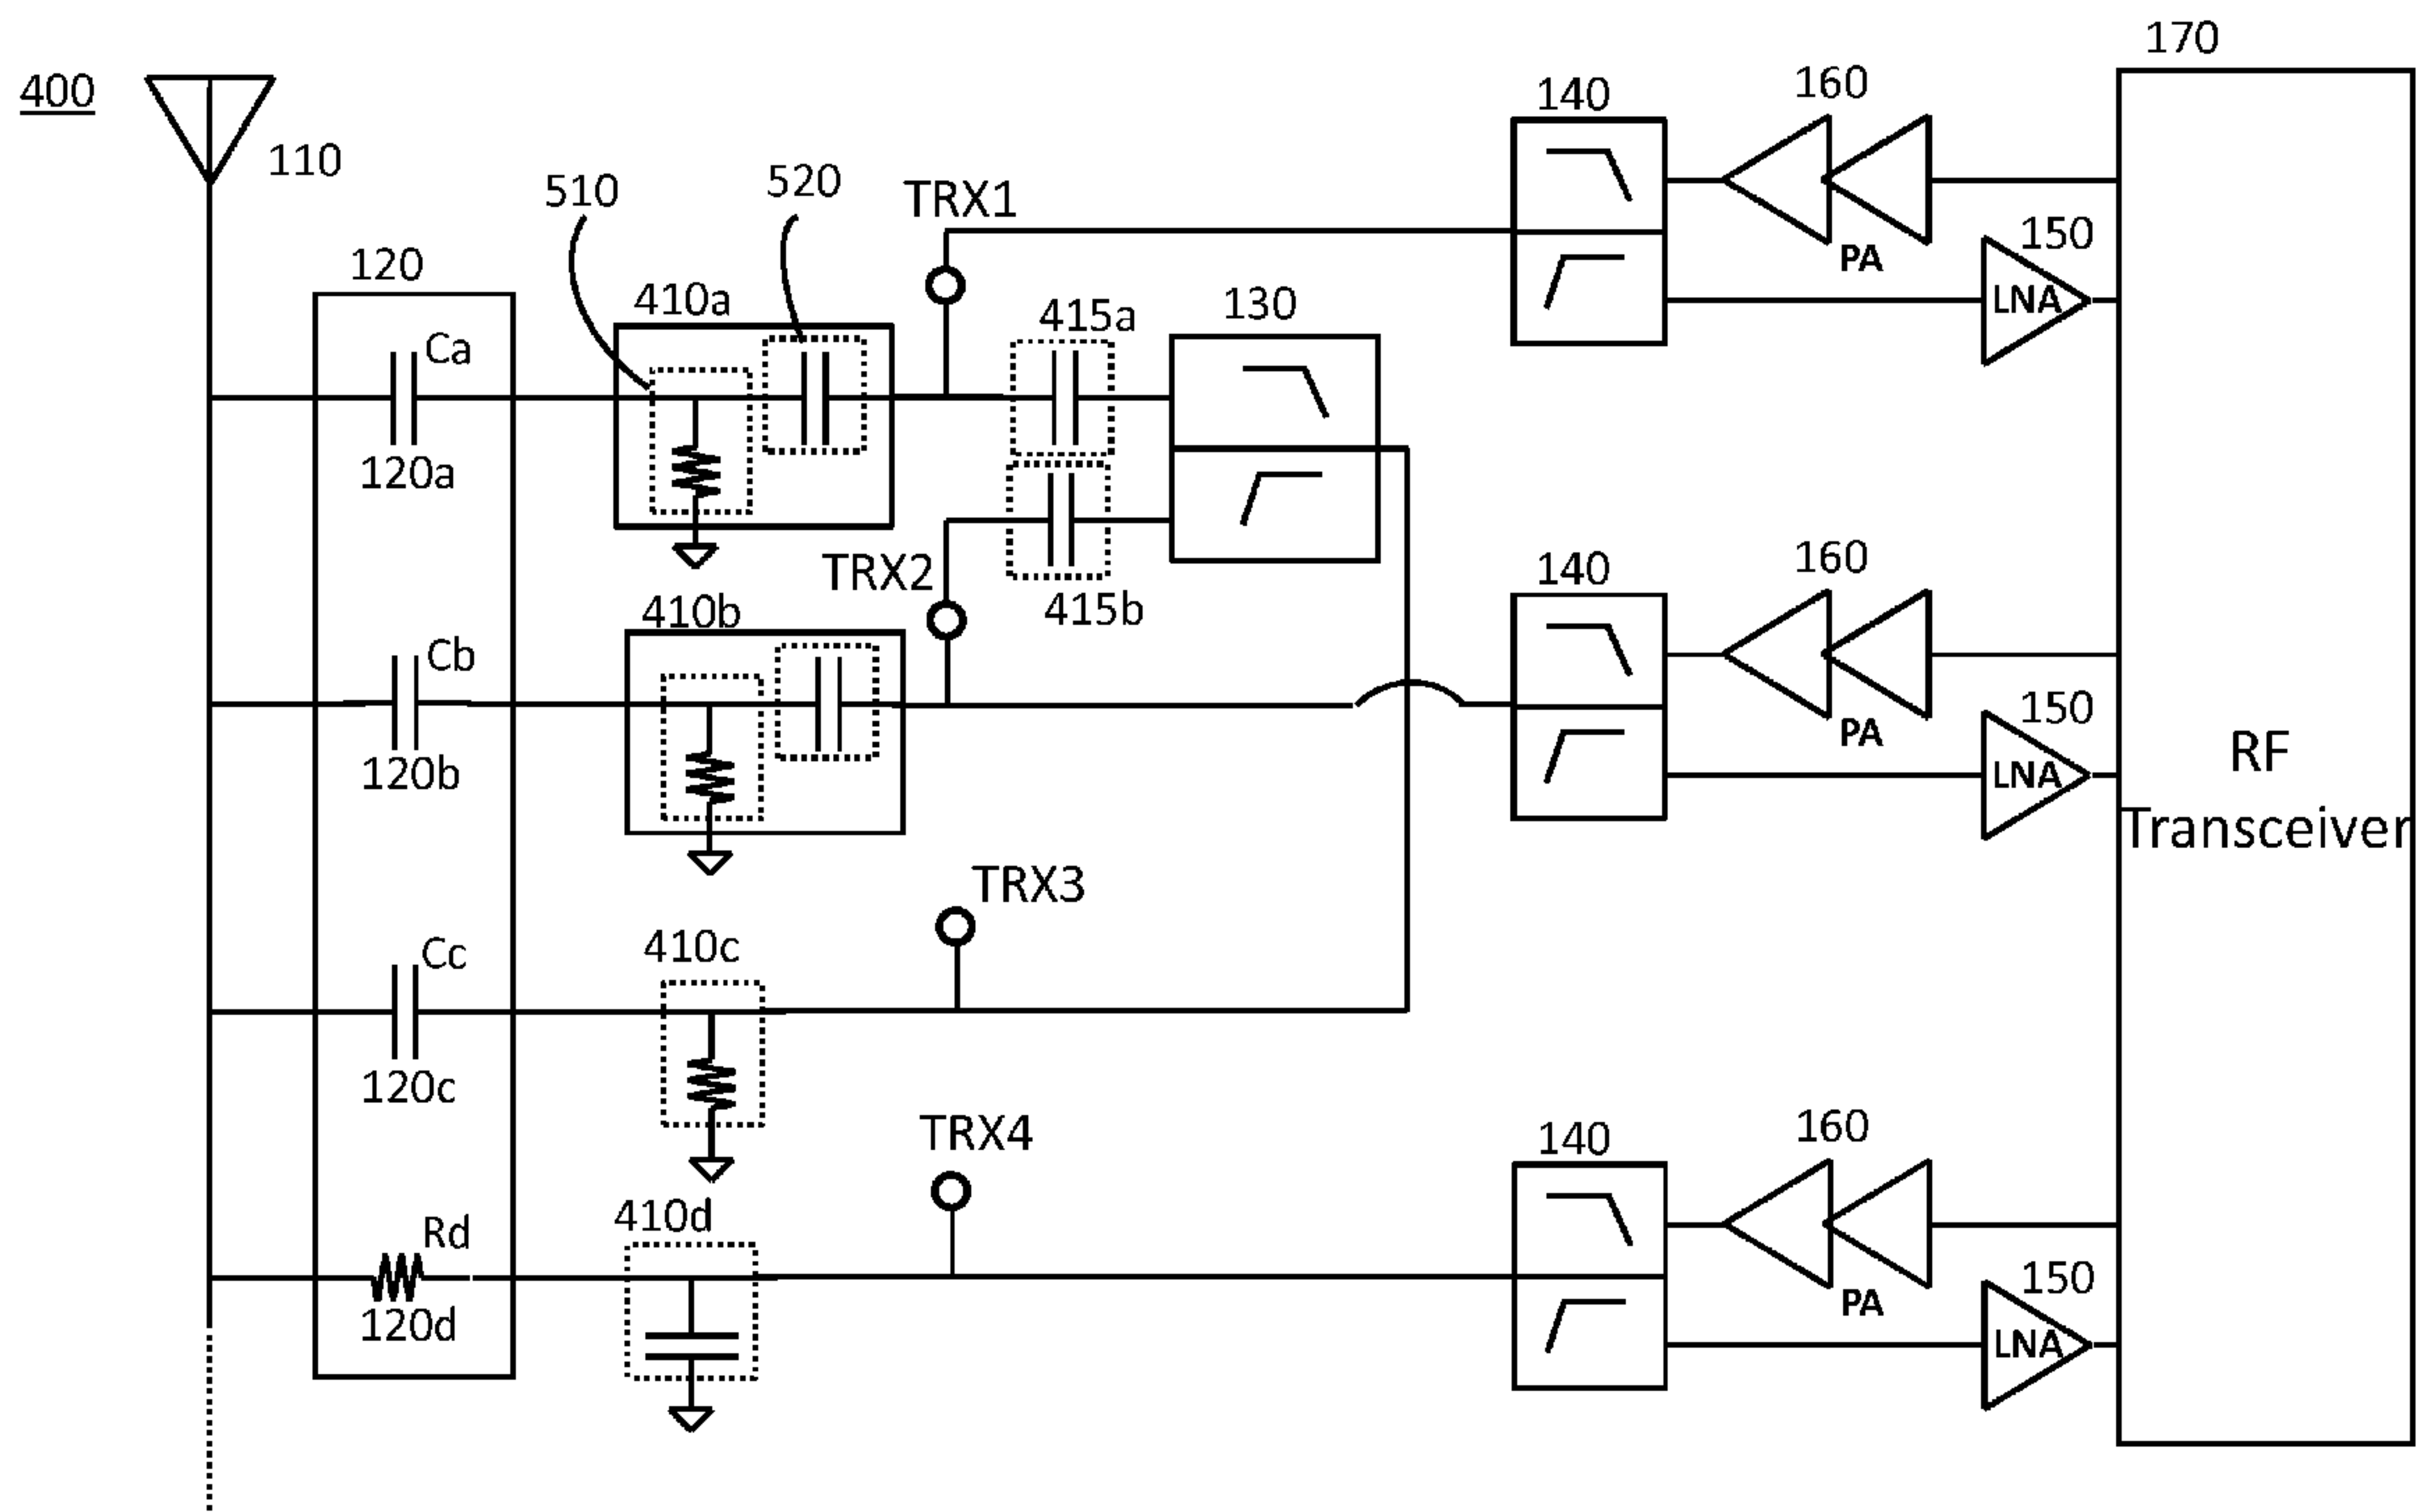 170
400
140
160
110
510
520
TRX1
120
410a
415a
130
PA
150
LNA
Ca
120a
TRX2
410b
415b
140
160
Cb
120b
PA
150
LNA
RF
Transceiver
TRX3
410c
Cc
120c
TRX4
140
160
410d
Rd
120d
PA
150
LNA